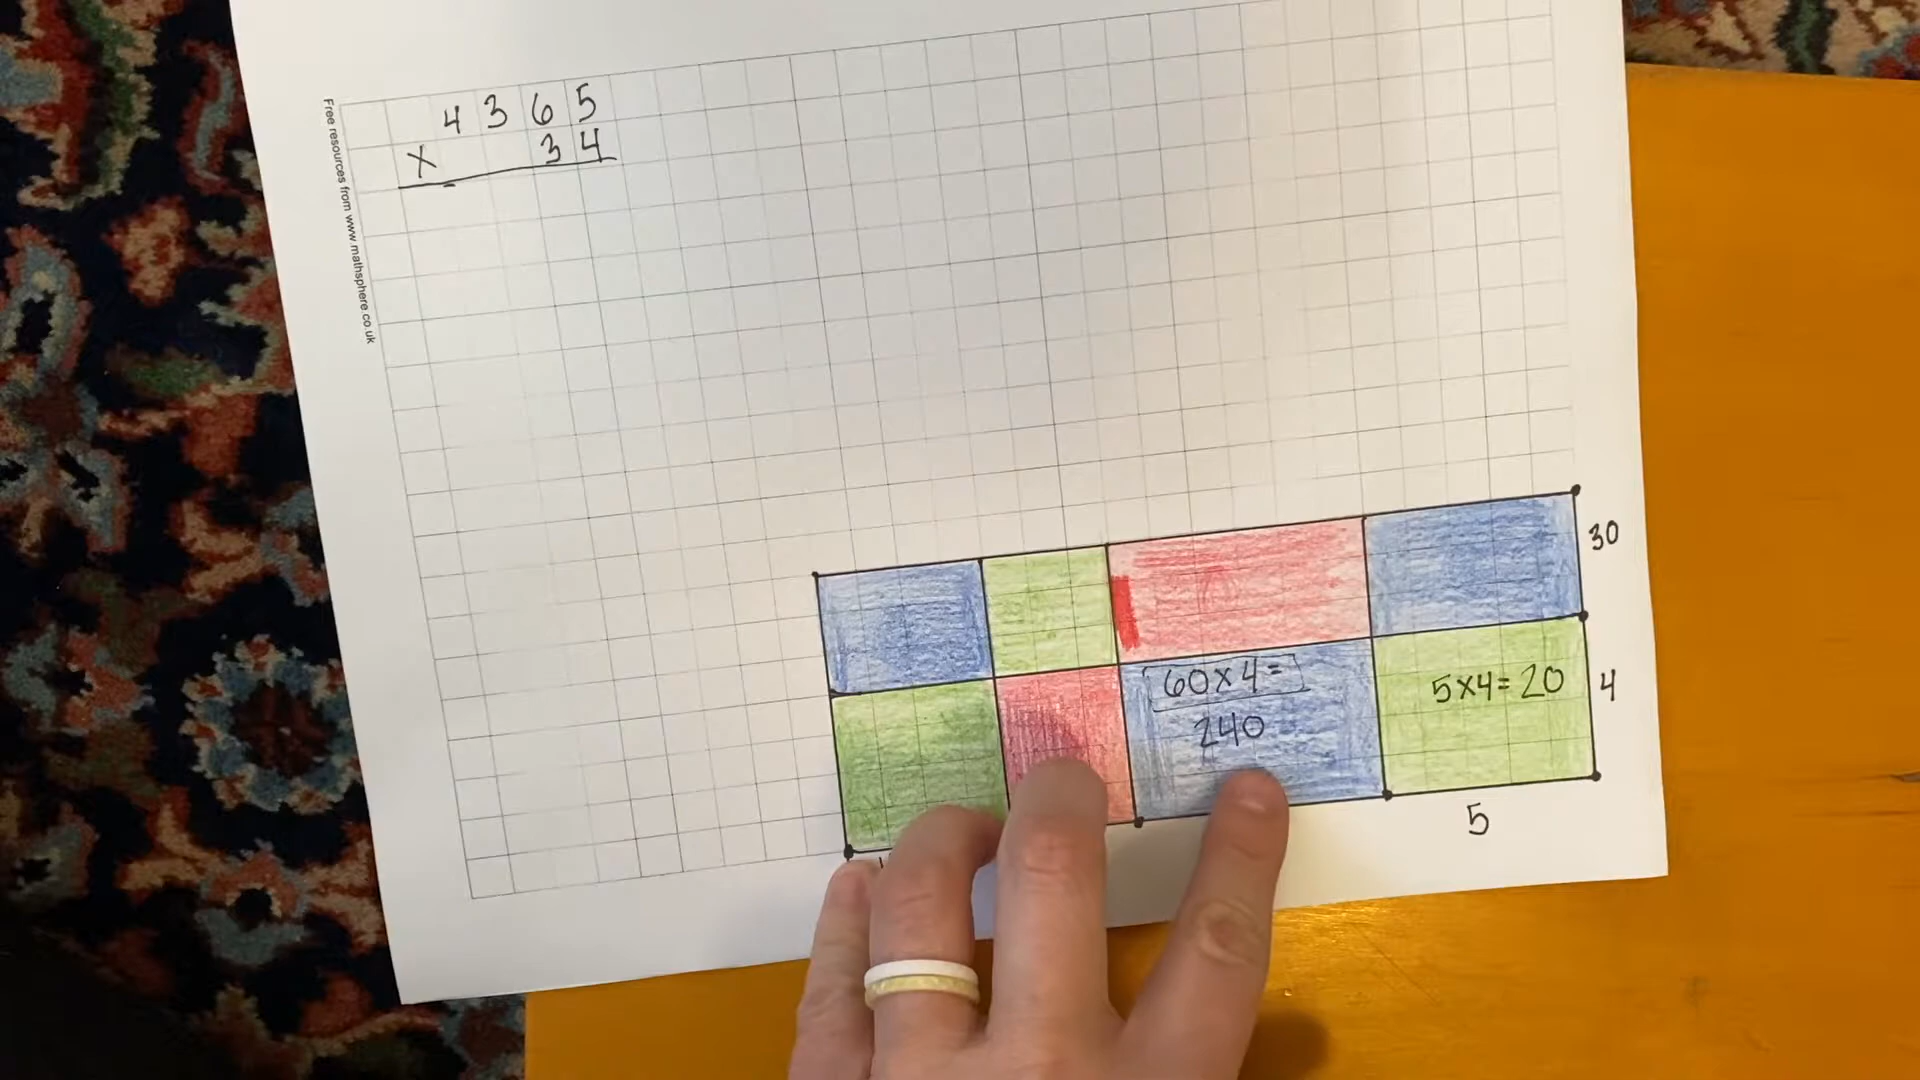 Free resources from www.mathsphere.co.uk
4 3 6 5
x 3 4
30
60x4=
240
5x4=20
4
5